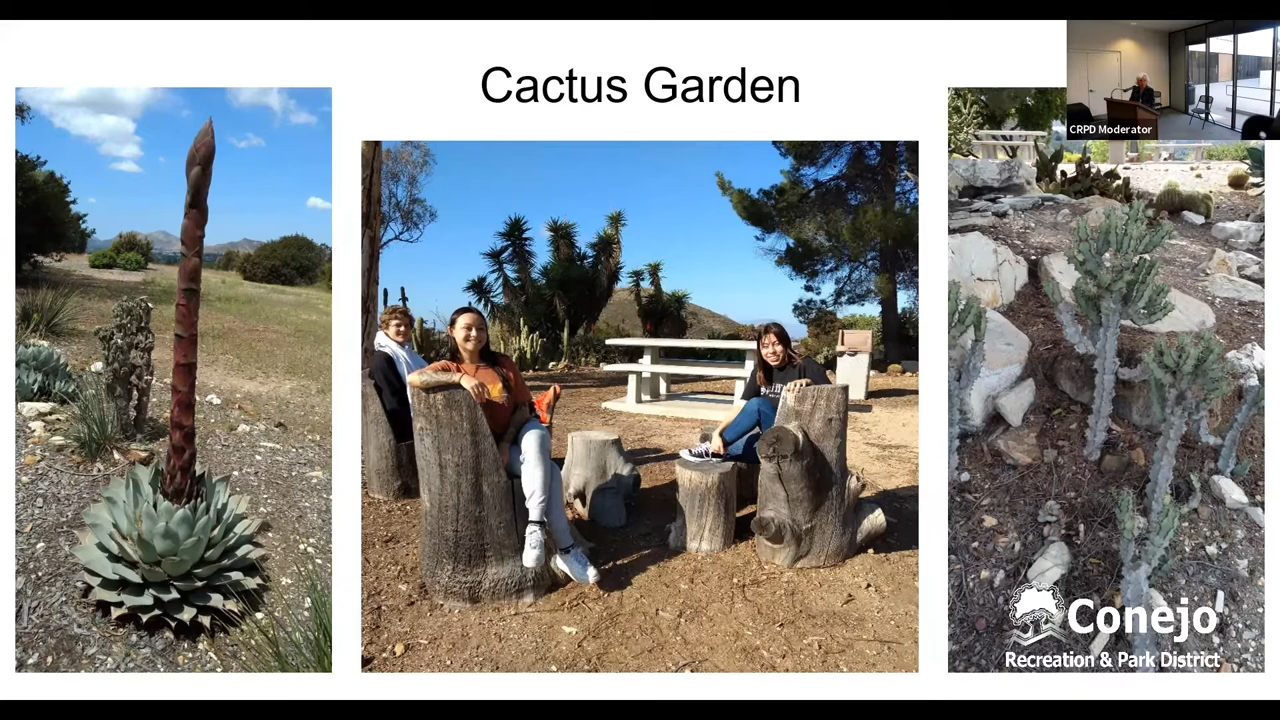 Cactus Garden
CRPD Moderator
Conejo
Recreation & Park District